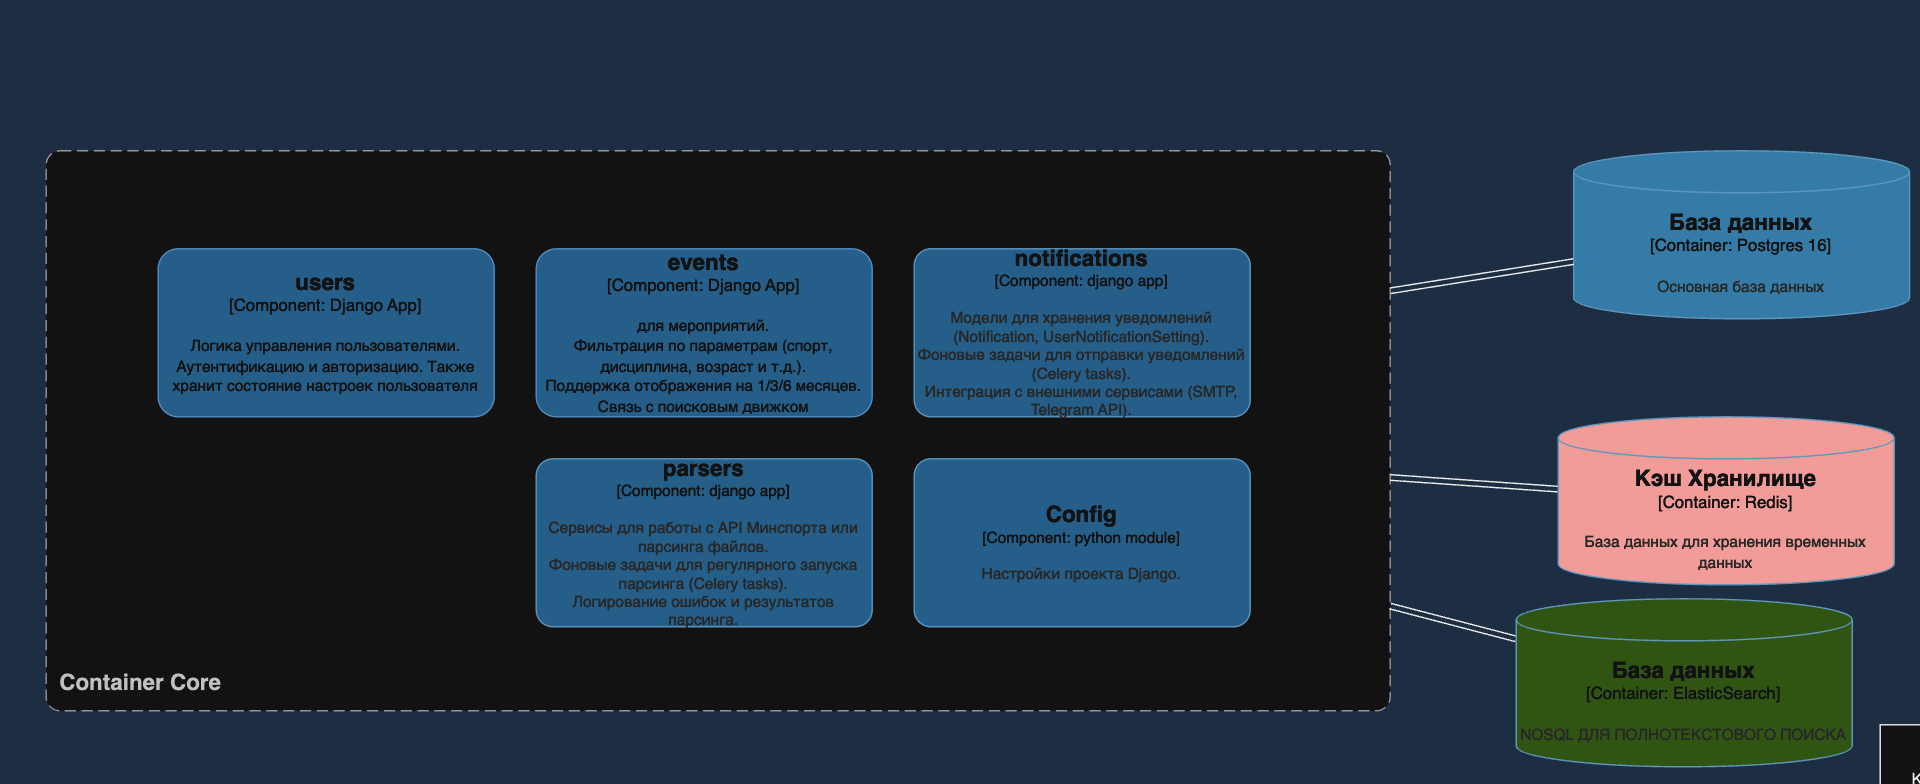 users
[Component: Django App]
Логика управления пользователями.
Аутентификацию и авторизацию. Также
хранит состояние настроек пользователя
events
[Component: Django App]
для мероприятий.
Фильтрация по параметрам (спорт,
дисциплина, возраст и т.д.).
Поддержка отображения на 1/3/6 месяцев.
Связь с поисковым движком
notifications
[Component: django app]
Модели для хранения уведомлений
(Notification, UserNotificationSetting).
Фоновые задачи для отправки уведомлений
(Celery tasks).
Интеграция с внешними сервисами (SMTP,
Telegram API).
parsers
[Component: django app]
Сервисы для работы с API Минспорта или
парсинга файлов.
Фоновые задачи для регулярного запуска
парсинга (Celery tasks).
Логирование ошибок и результатов
парсинга.
Config
[Component: python module]
Настройки проекта Django.
Container Core
База данных
[Container: Postgres 16]
Основная база данных
Кэш Хранилище
[Container: Redis]
База данных для хранения временных
данных
База данных
[Container: ElasticSearch]
NOSQL ДЛЯ ПОЛНОТЕКСТОВОГО ПОИСКА